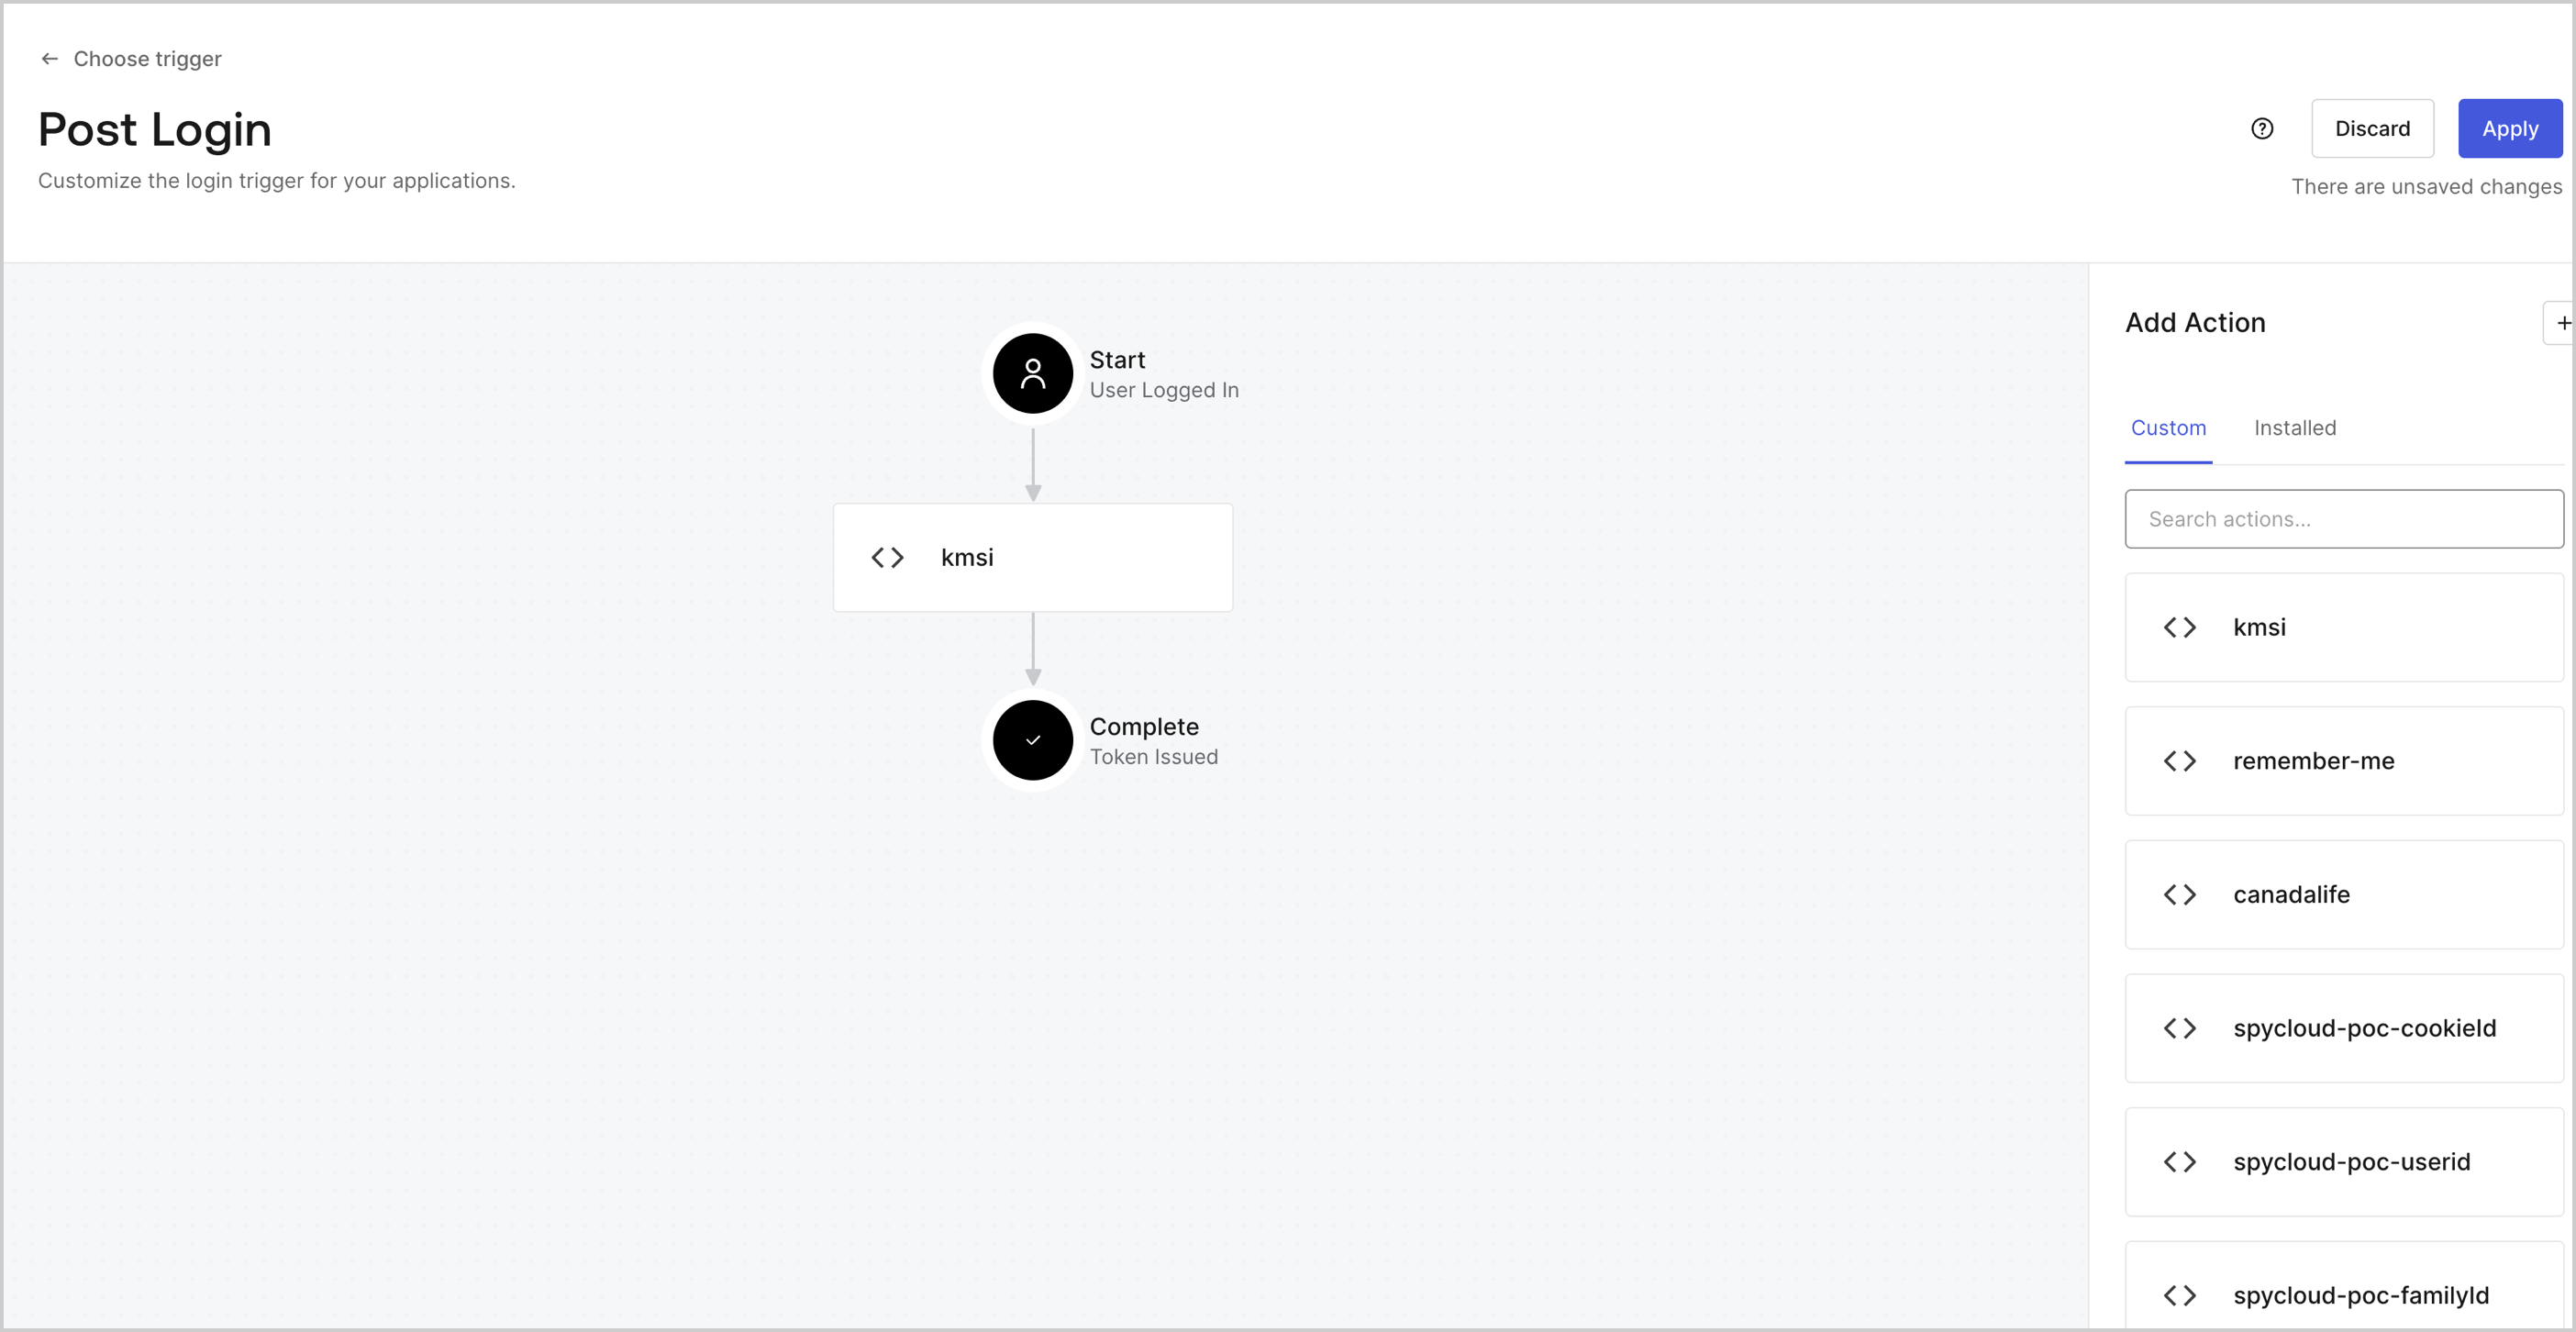 Choose trigger
Post Login
Customize the login trigger for your applications.
Discard
Apply
There are unsaved changes
Start
User Logged In
kmsi
Complete
Token Issued
Add Action
Custom
Installed
Search actions...
kmsi
remember-me
canadalife
spycloud-poc-cookieId
spycloud-poc-userid
spycloud-poc-familyId